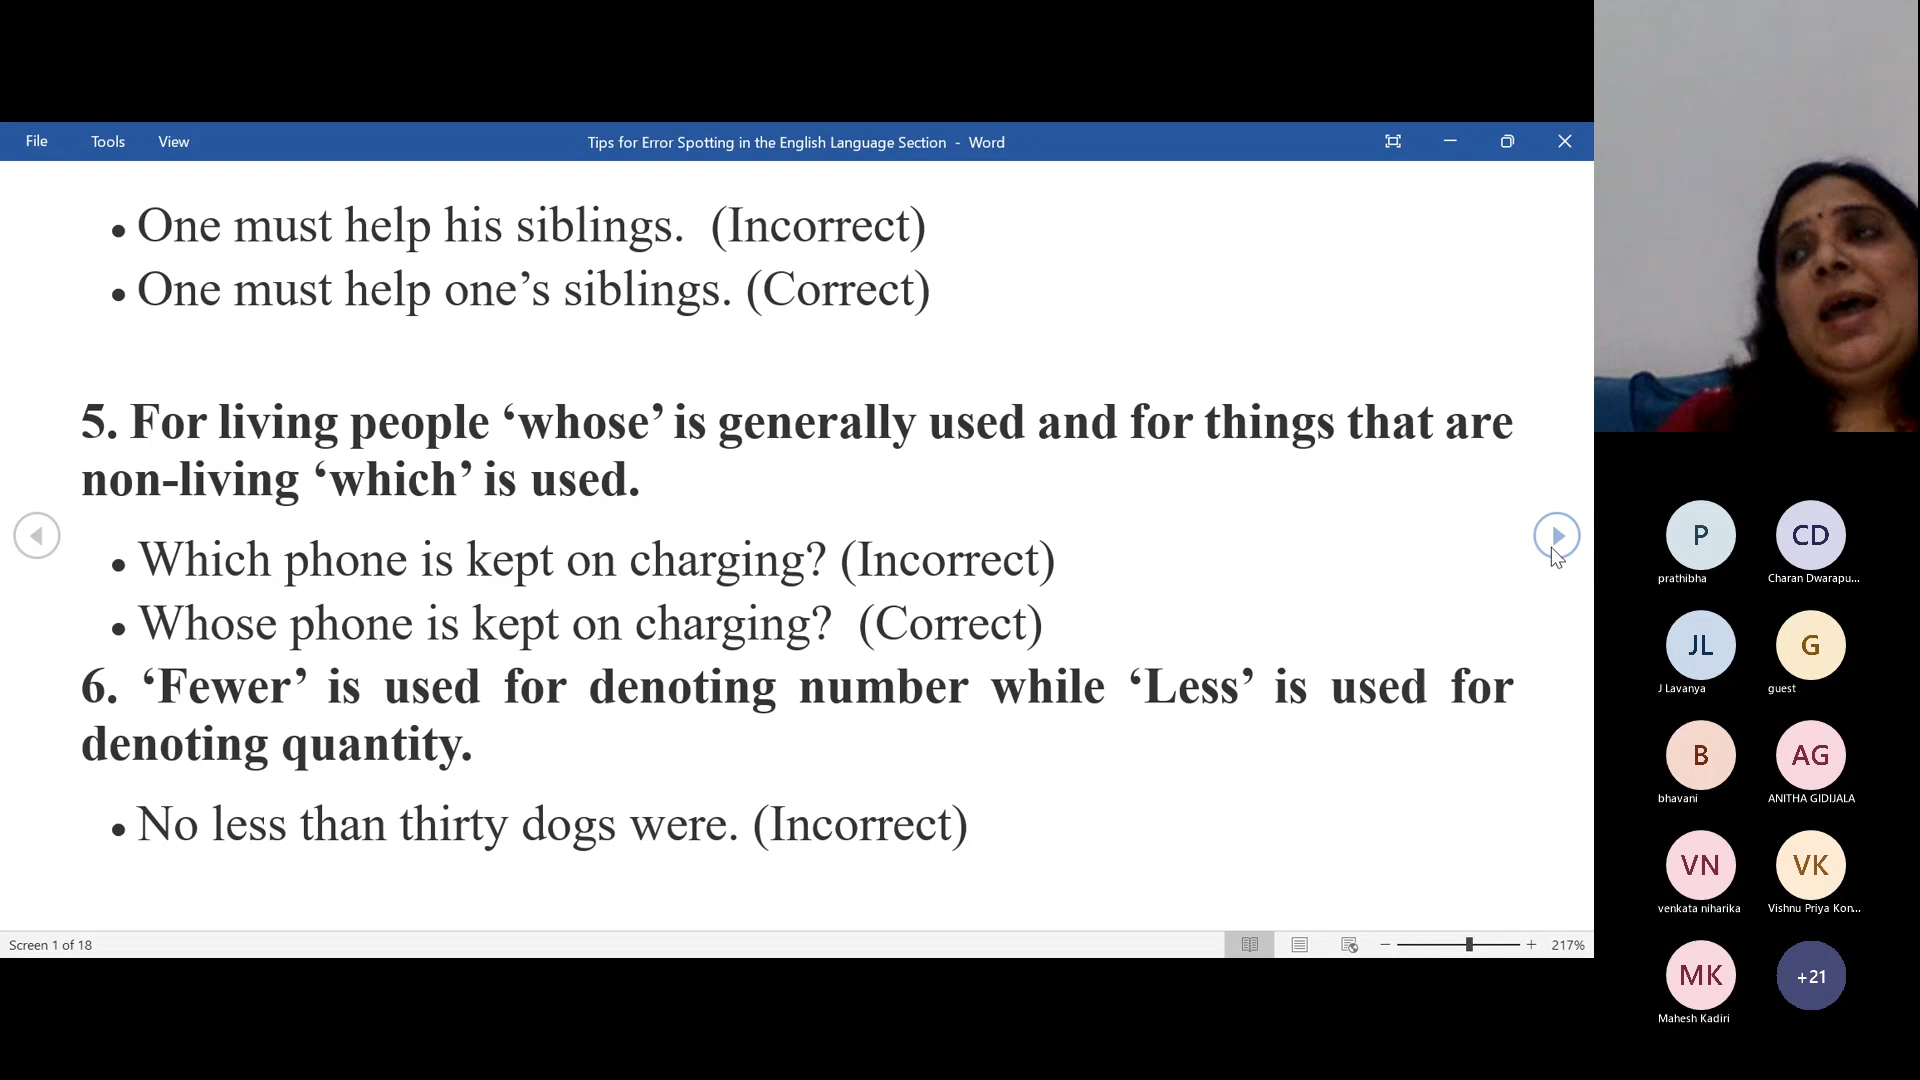 File Tools View Tips for Error Spotting in the English Language Section - Word
• One must help his siblings. (Incorrect)
• One must help one’s siblings. (Correct)
5. For living people ‘whose’ is generally used and for things that are
non-living ‘which’ is used.
• Which phone is kept on charging? (Incorrect)
• Whose phone is kept on charging? (Correct)
6. ‘Fewer’ is used for denoting number while ‘Less’ is used for
denoting quantity.
• No less than thirty dogs were. (Incorrect)
Screen 1 of 18 217%
P CD
prathibha Charan Dwarapu...
JL G
J Lavanya guest
B AG
bhavani ANITHA GIDIJALA
VN VK
venkata niharika Vishnu Priya Kon...
MK +21
Mahesh Kadiri